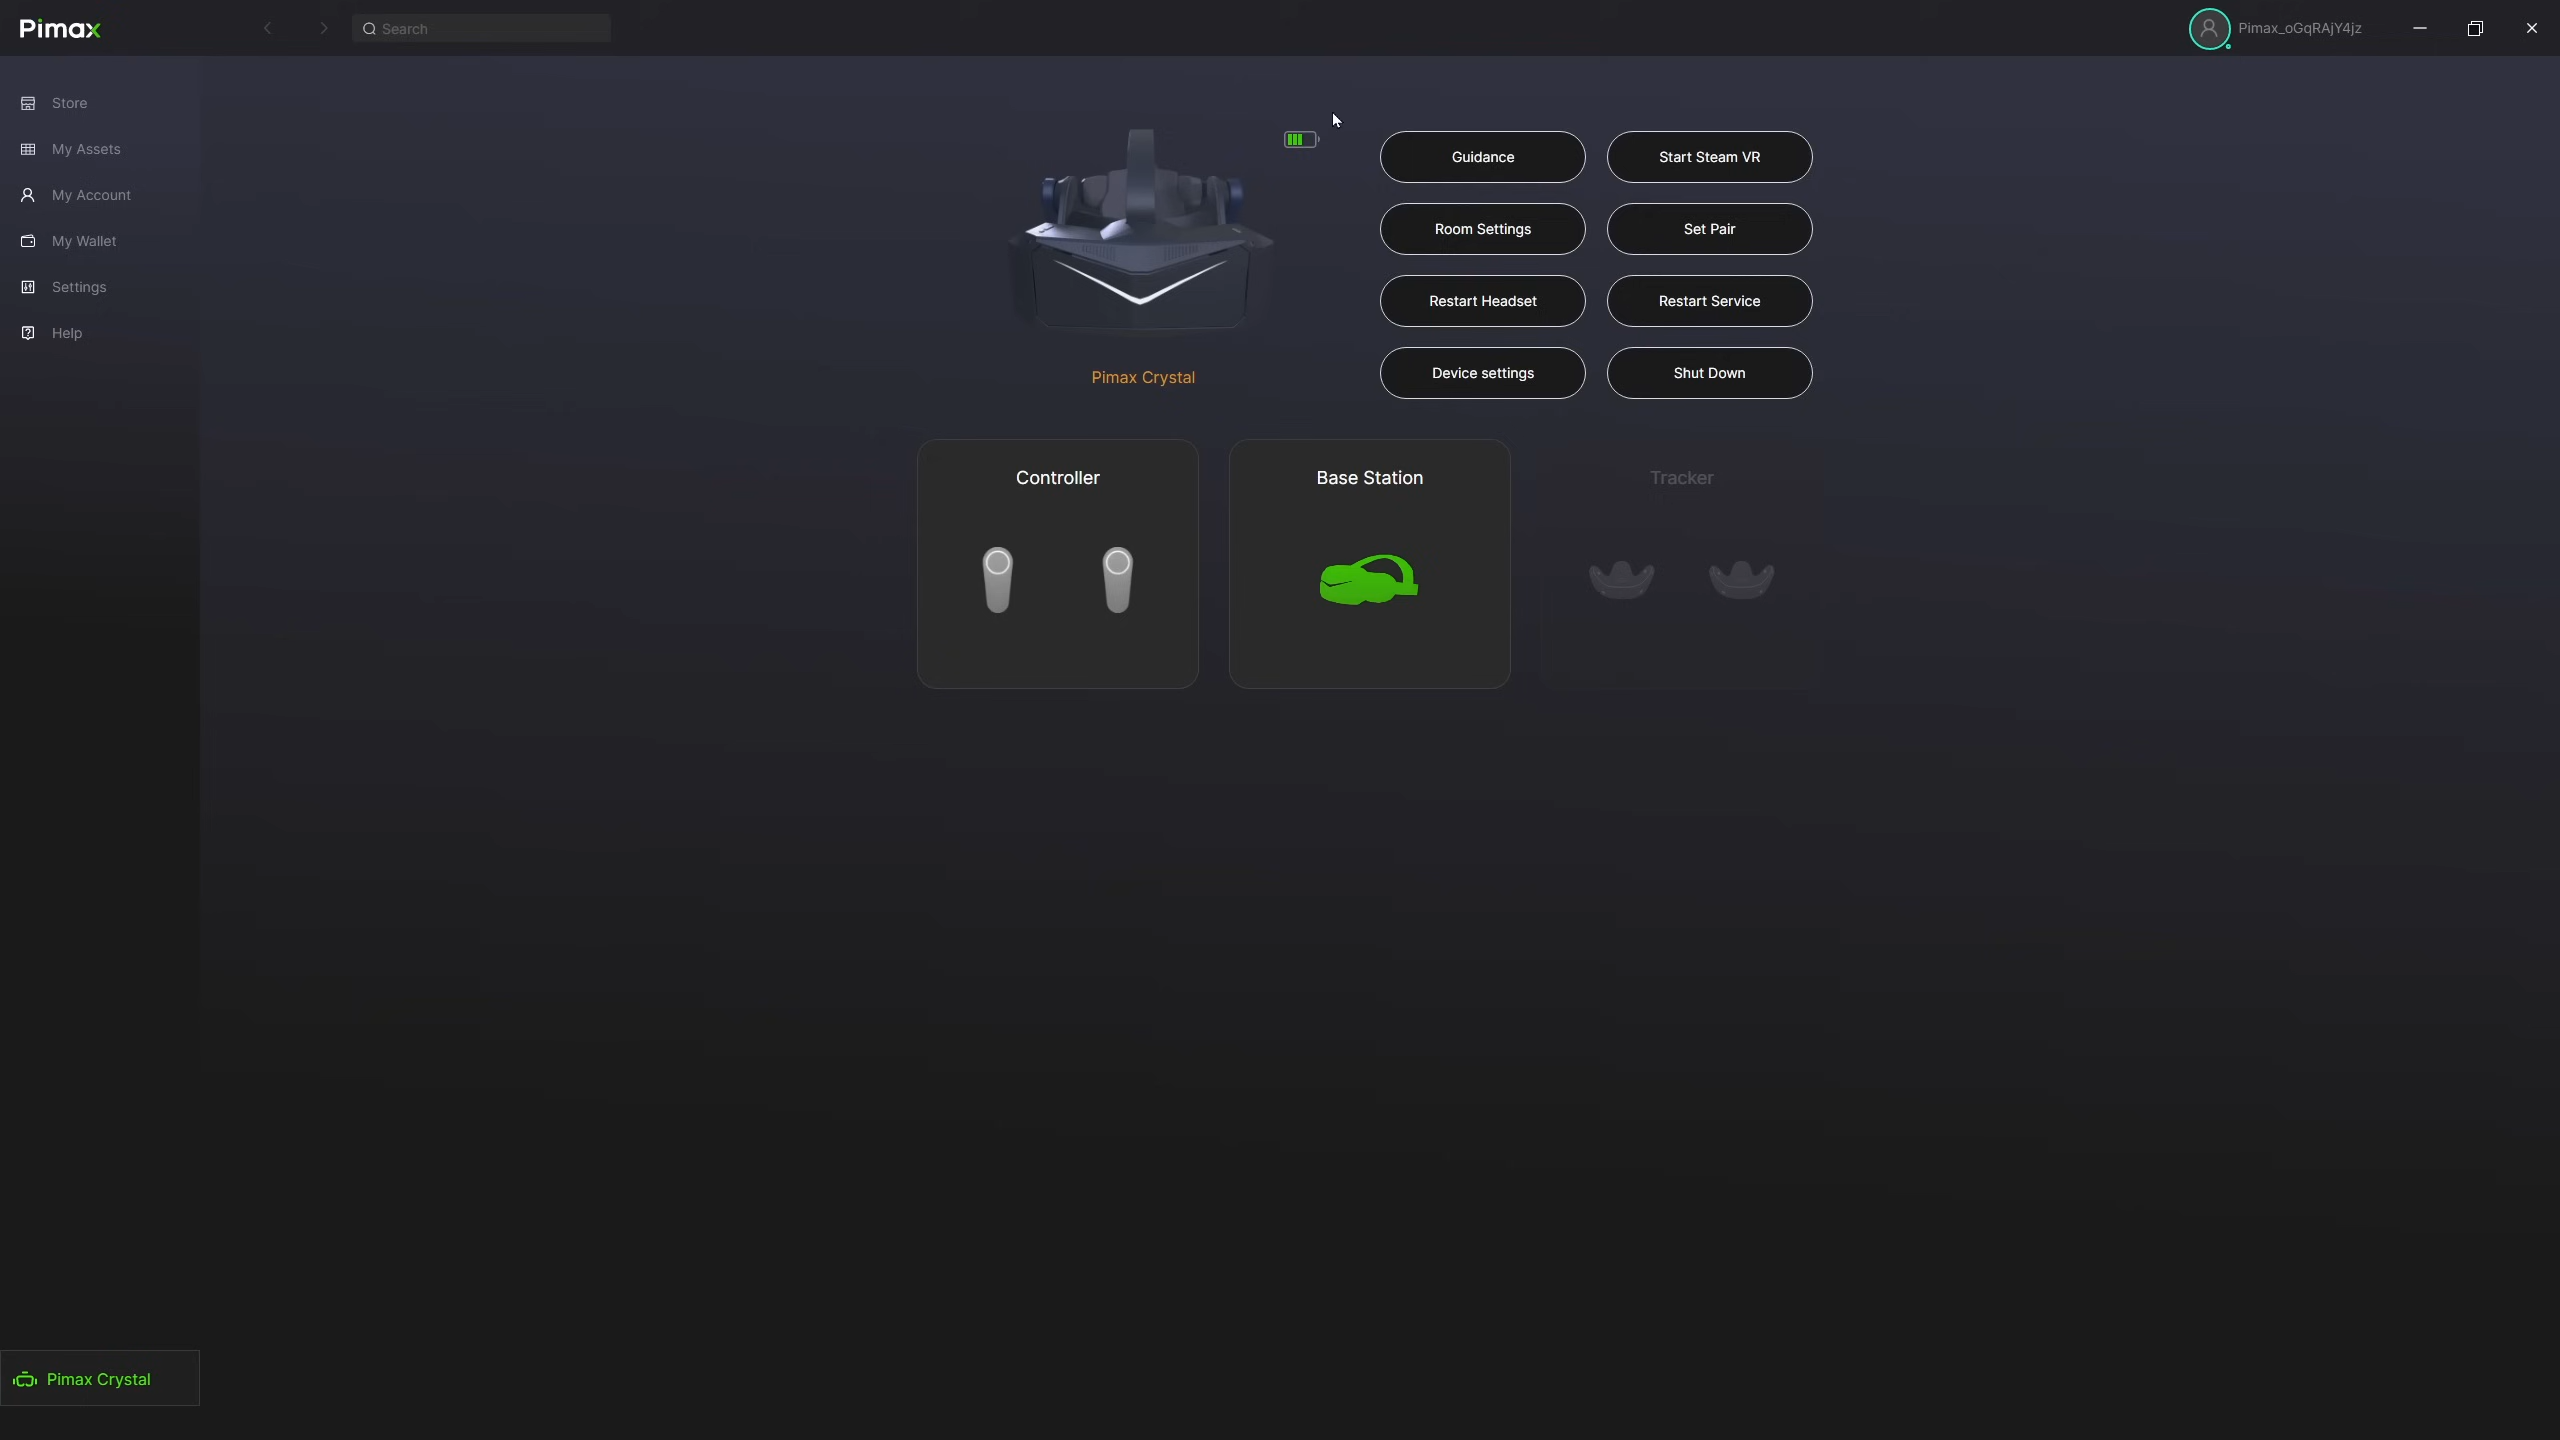 Pimax
Search
Pimax_oGqRAjY4jz
Store
My Assets
My Account
My Wallet
Settings
Help
Guidance
Start Steam VR
Room Settings
Set Pair
Restart Headset
Restart Service
Device settings
Shut Down
Pimax Crystal
Controller
Base Station
Tracker
Pimax Crystal